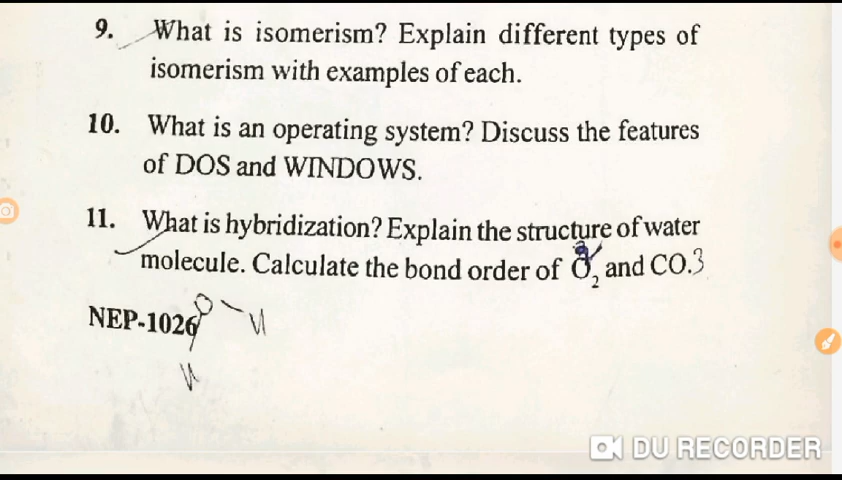 9. What is isomerism? Explain different types of
isomerism with examples of each.
10. What is an operating system? Discuss the features
of DOS and WINDOWS.
11. What is hybridization? Explain the structure of water
molecule. Calculate the bond order of O₂ and CO.3
NEP-1026
DU RECORDER